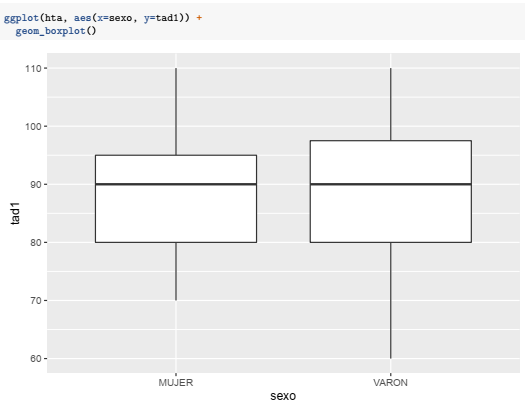 ggplot(hta, aes(x=sexo, y=tad1)) +
  geom_boxplot()
110
100
90
80
70
60
tad1
MUJER VARON
sexo